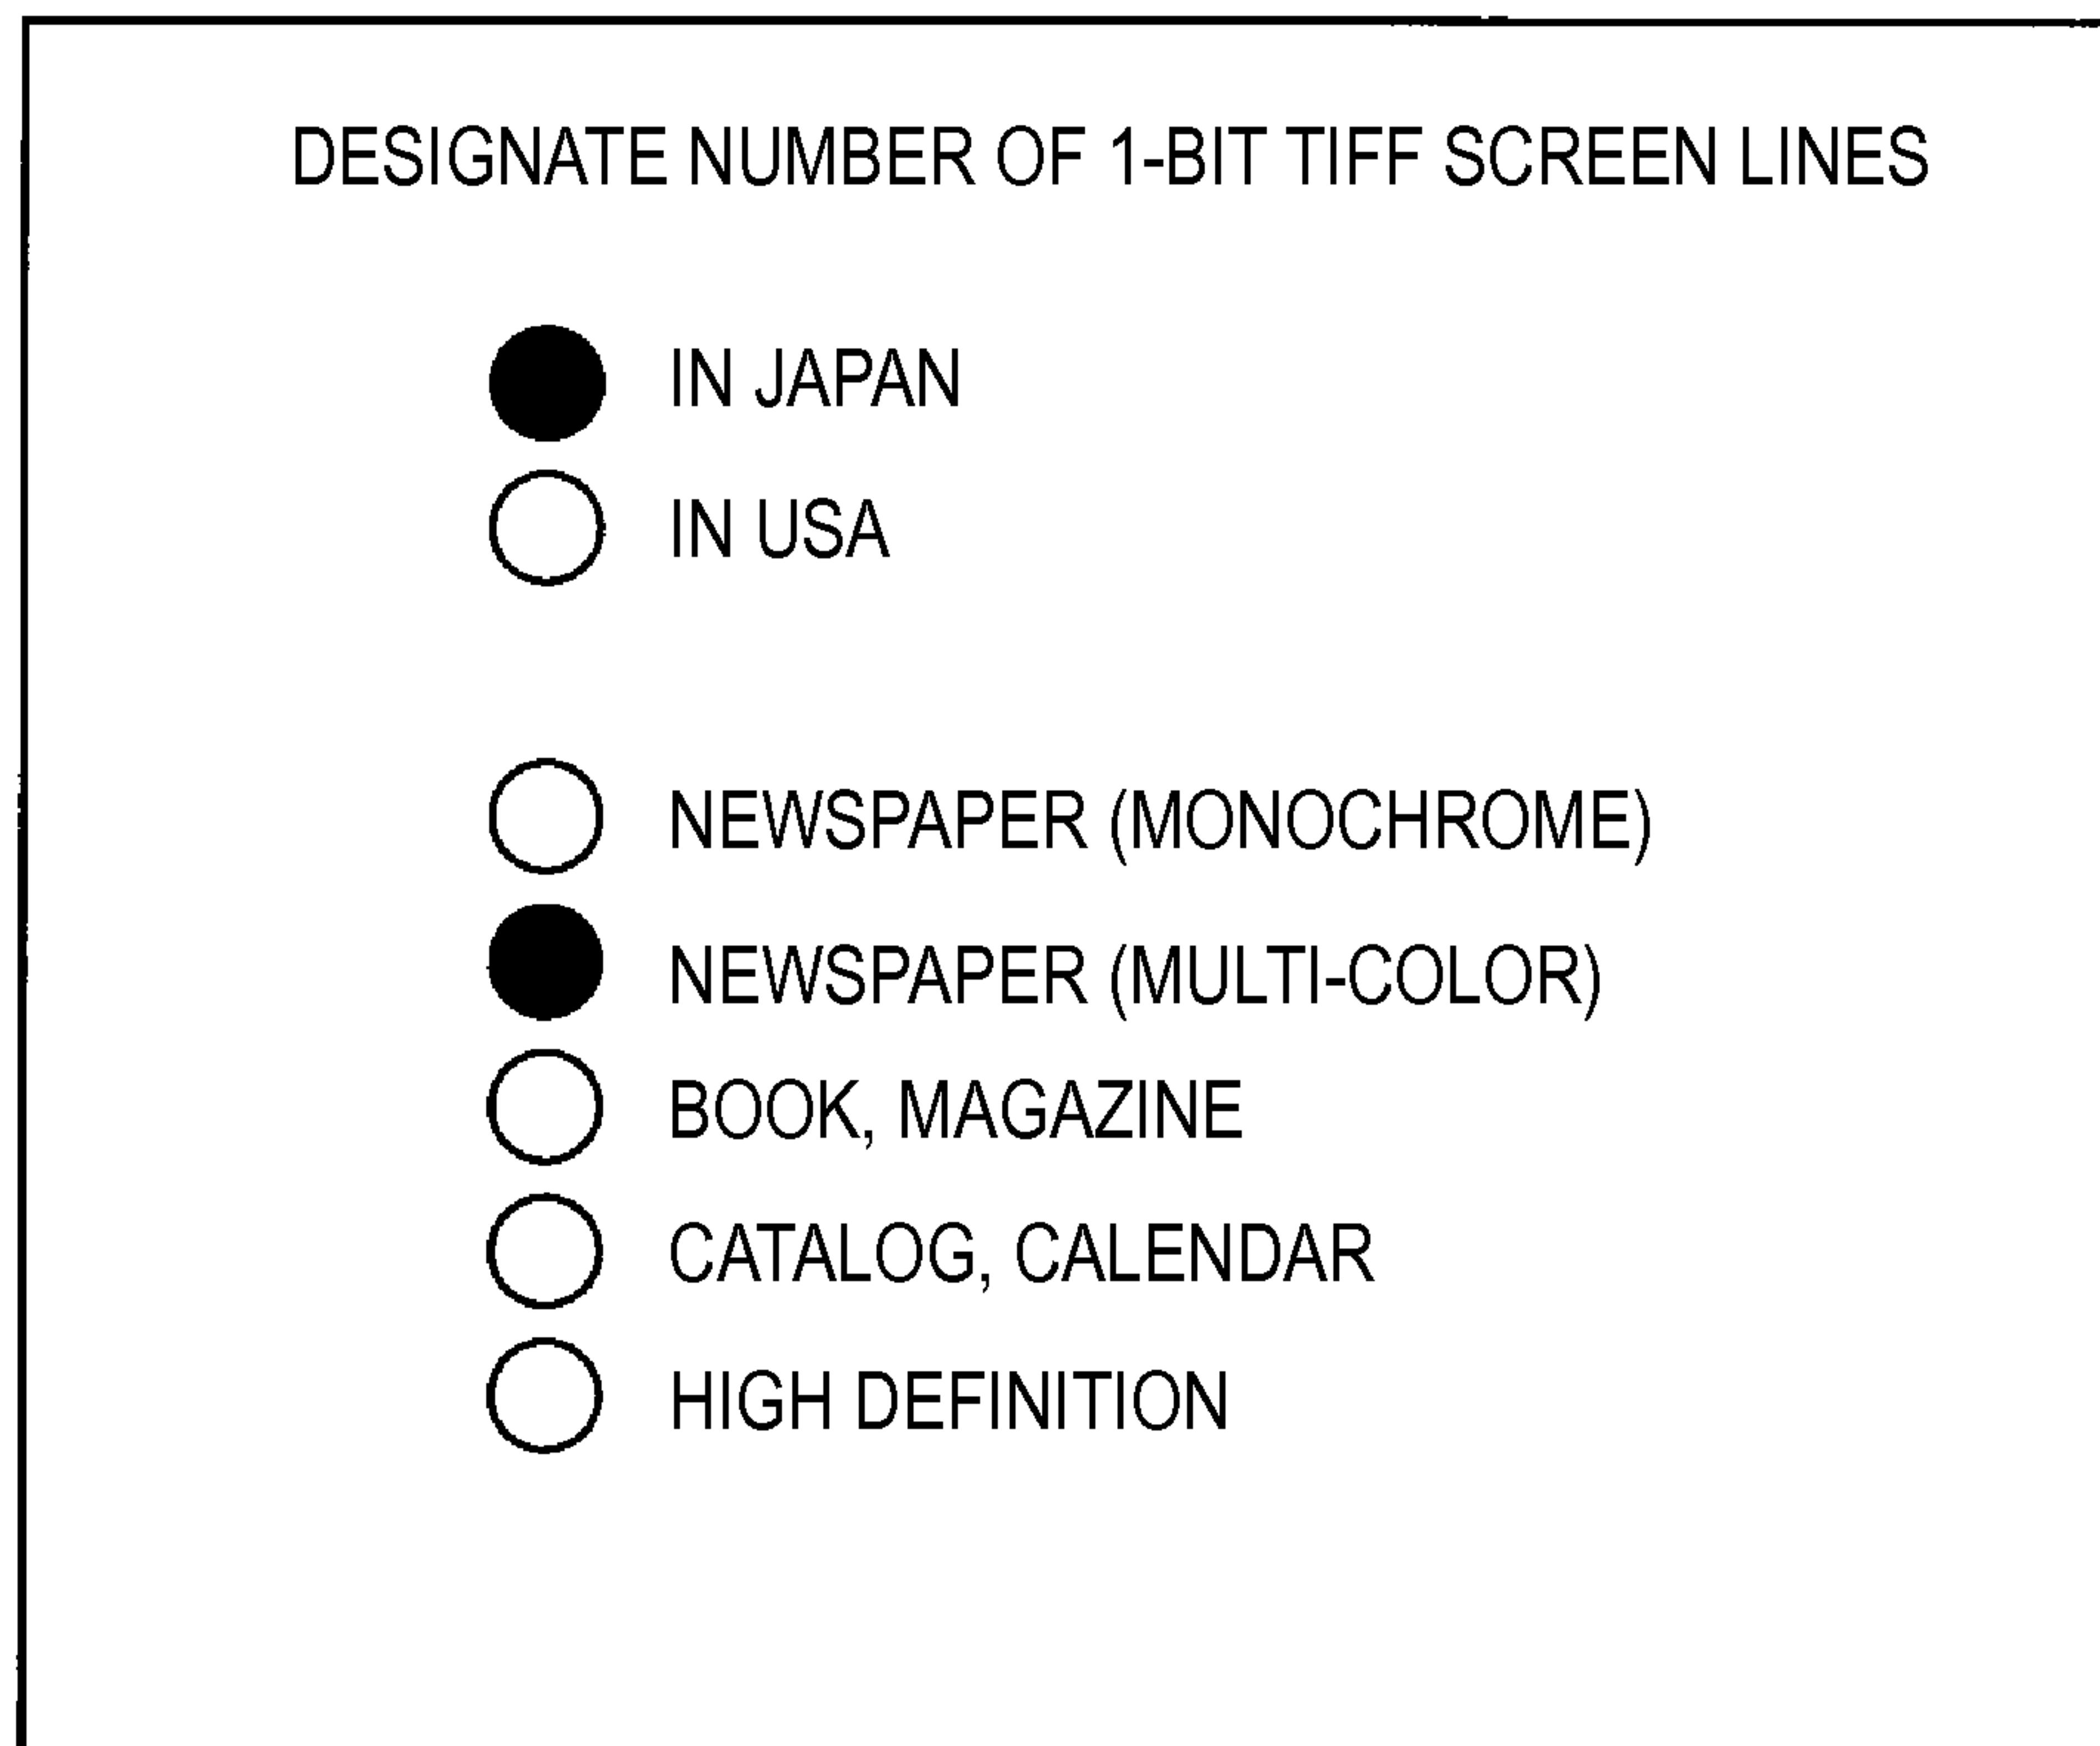 DESIGNATE NUMBER OF 1-BIT TIFF SCREEN LINES
IN JAPAN
IN USA
NEWSPAPER (MONOCHROME)
NEWSPAPER (MULTI-COLOR)
BOOK, MAGAZINE
CATALOG, CALENDAR
HIGH DEFINITION